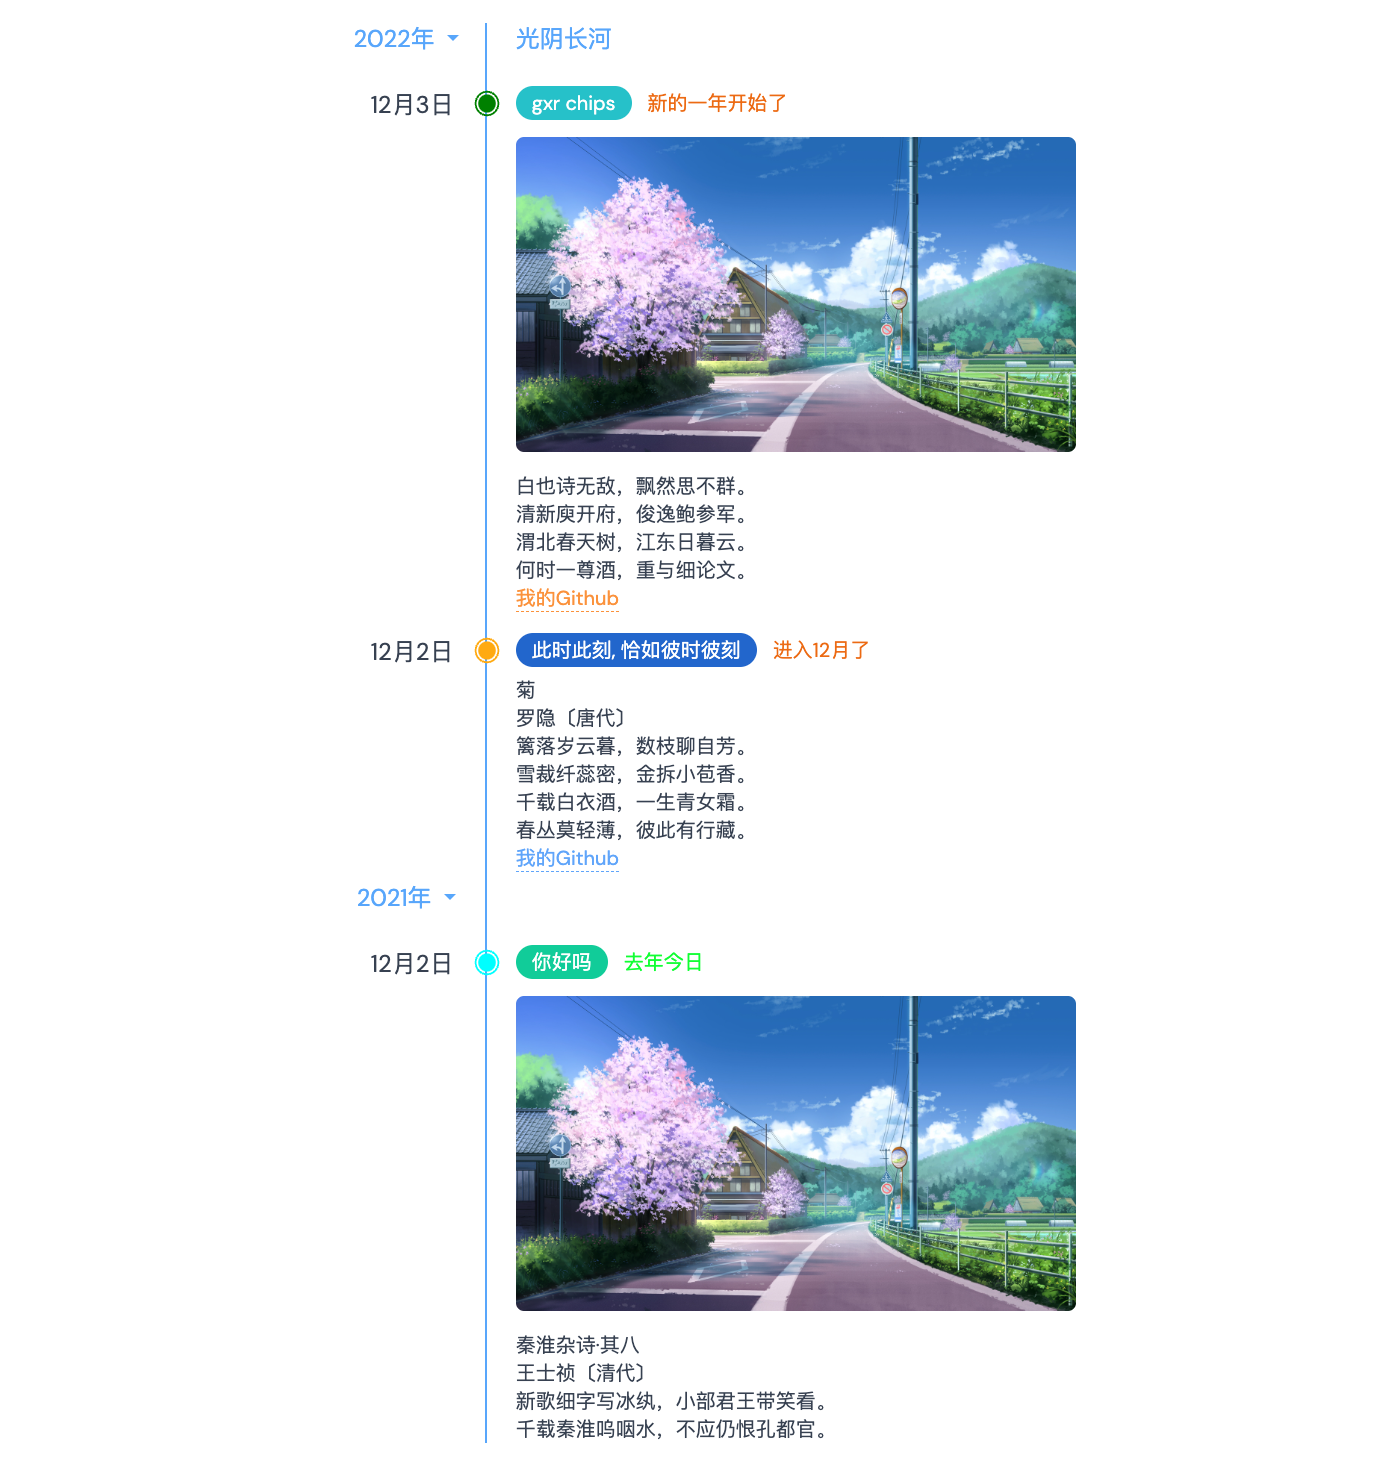 2022年
光阴长河
12月3日
gxr chips
新的一年开始了
白也诗无敌，飘然思不群。
清新庾开府，俊逸鲍参军。
渭北春天树，江东日暮云。
何时一尊酒，重与细论文。
我的Github
12月2日
此时此刻, 恰如彼时彼刻
进入12月了
菊
罗隐〔唐代〕
篱落岁云暮，数枝聊自芳。
雪裁纤蕊密，金拆小苞香。
千载白衣酒，一生青女霜。
春丛莫轻薄，彼此有行藏。
我的Github
2021年
12月2日
你好吗
去年今日
秦淮杂诗·其八
王士祯〔清代〕
新歌细字写冰纨，小部君王带笑看。
千载秦淮呜咽水，不应仍恨孔都官。